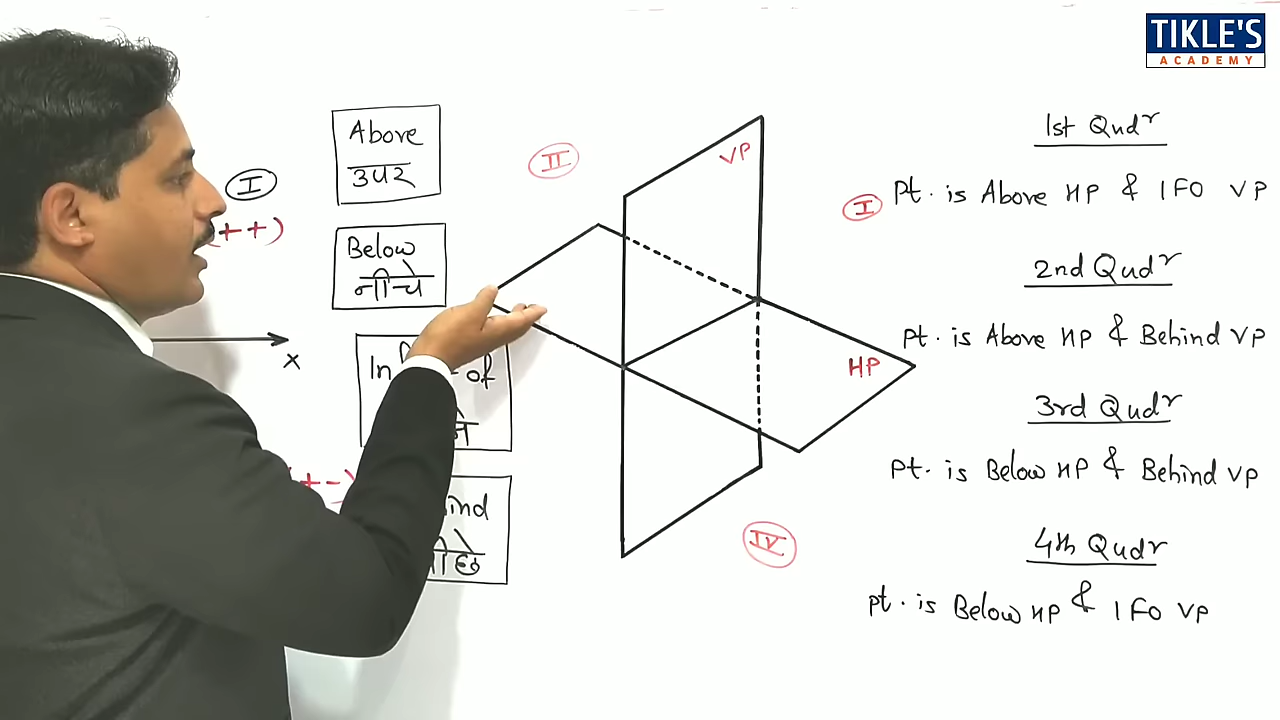 TIKLE'S
ACADEMY
I
(++)
X
Above
उपर
Below
नीचे
of
II
VP
I
HP
IV
1st Qudr
Pt. is Above HP & IFO VP
2nd Qudr
Pt. is Above HP & Behind VP
3rd Qudr
Pt. is Below HP & Behind VP
4th Qudr
Pt. is Below HP & IFO VP